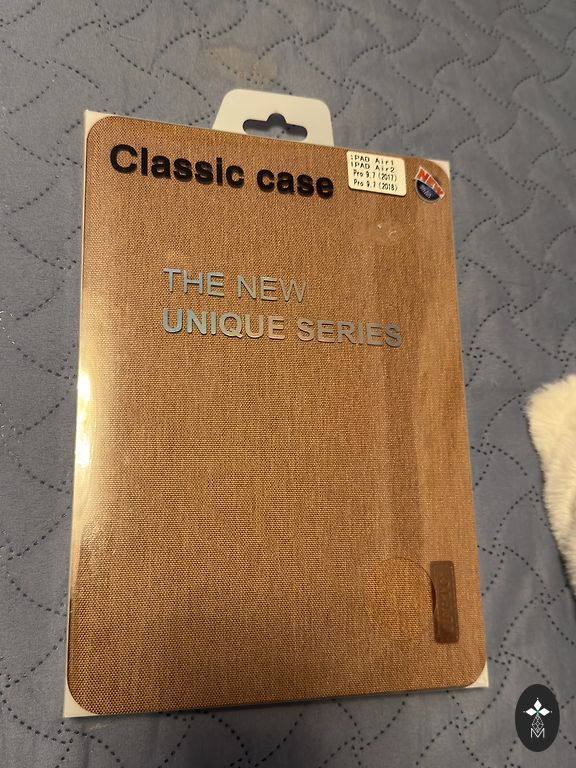 Classic case
IPAD Air1
IPAD Air2
Pro 9.7 (2017)
Pro 9.7 (2018)
NEW
THE NEW
UNIQUE SERIES
M